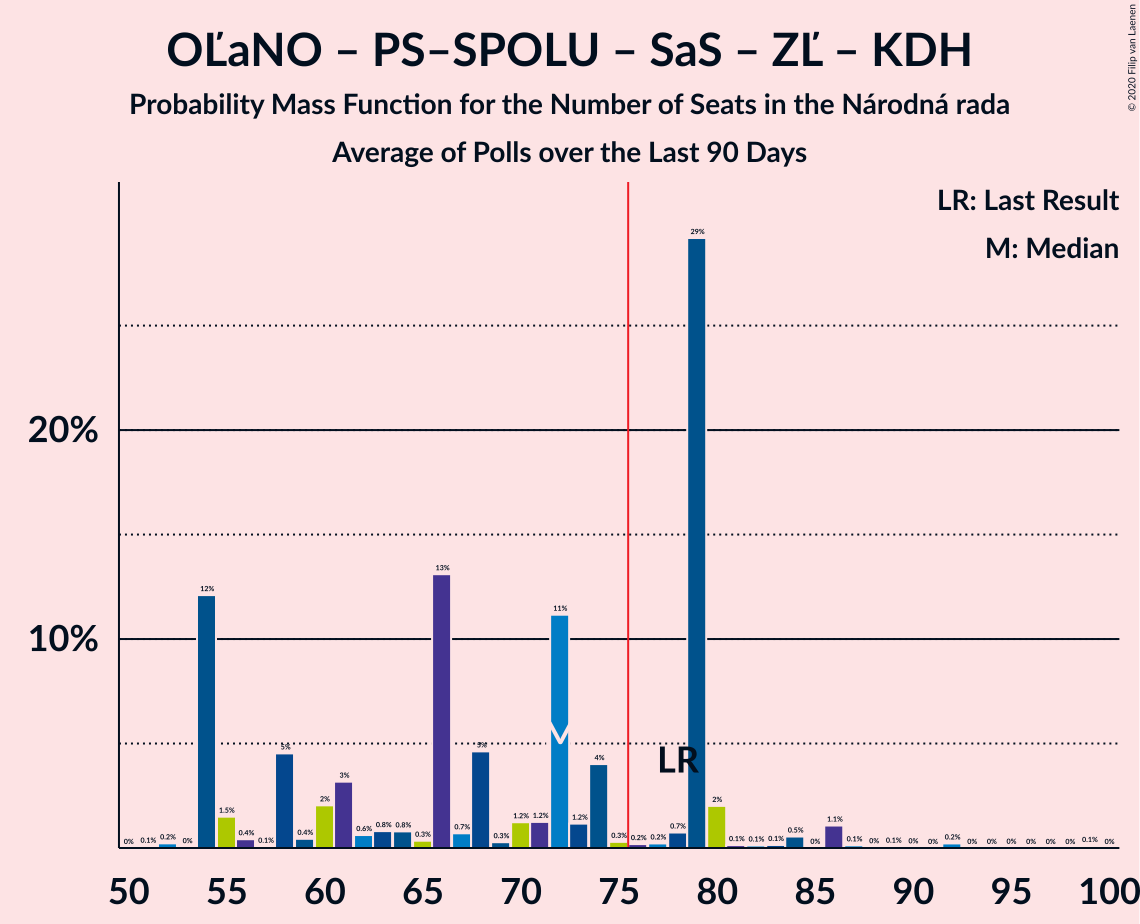 OĽaNO – PS–SPOLU – SaS – ZĽ – KDH
Probability Mass Function for the Number of Seats in the Národná rada
Average of Polls over the Last 90 Days
© 2020 Filip van Laenen
LR: Last Result
M: Median
20%
10%
0% 0.1% 0.2% 0% 12% 1.5% 0.4% 0.1% 5% 0.4% 2% 3% 0.6% 0.8% 0.8% 0.3% 13% 0.7% 5% 0.3% 1.2% 1.2% 11% 1.2% 4% 0.3% 0.2% 0.2% 0.7% 29% 2% 0.1% 0.1% 0.1% 0.5% 0% 1.1% 0.1% 0% 0.1% 0% 0% 0.2% 0% 0% 0% 0% 0% 0% 0.1% 0%
LR
50 55 60 65 70 75 80 85 90 95 100